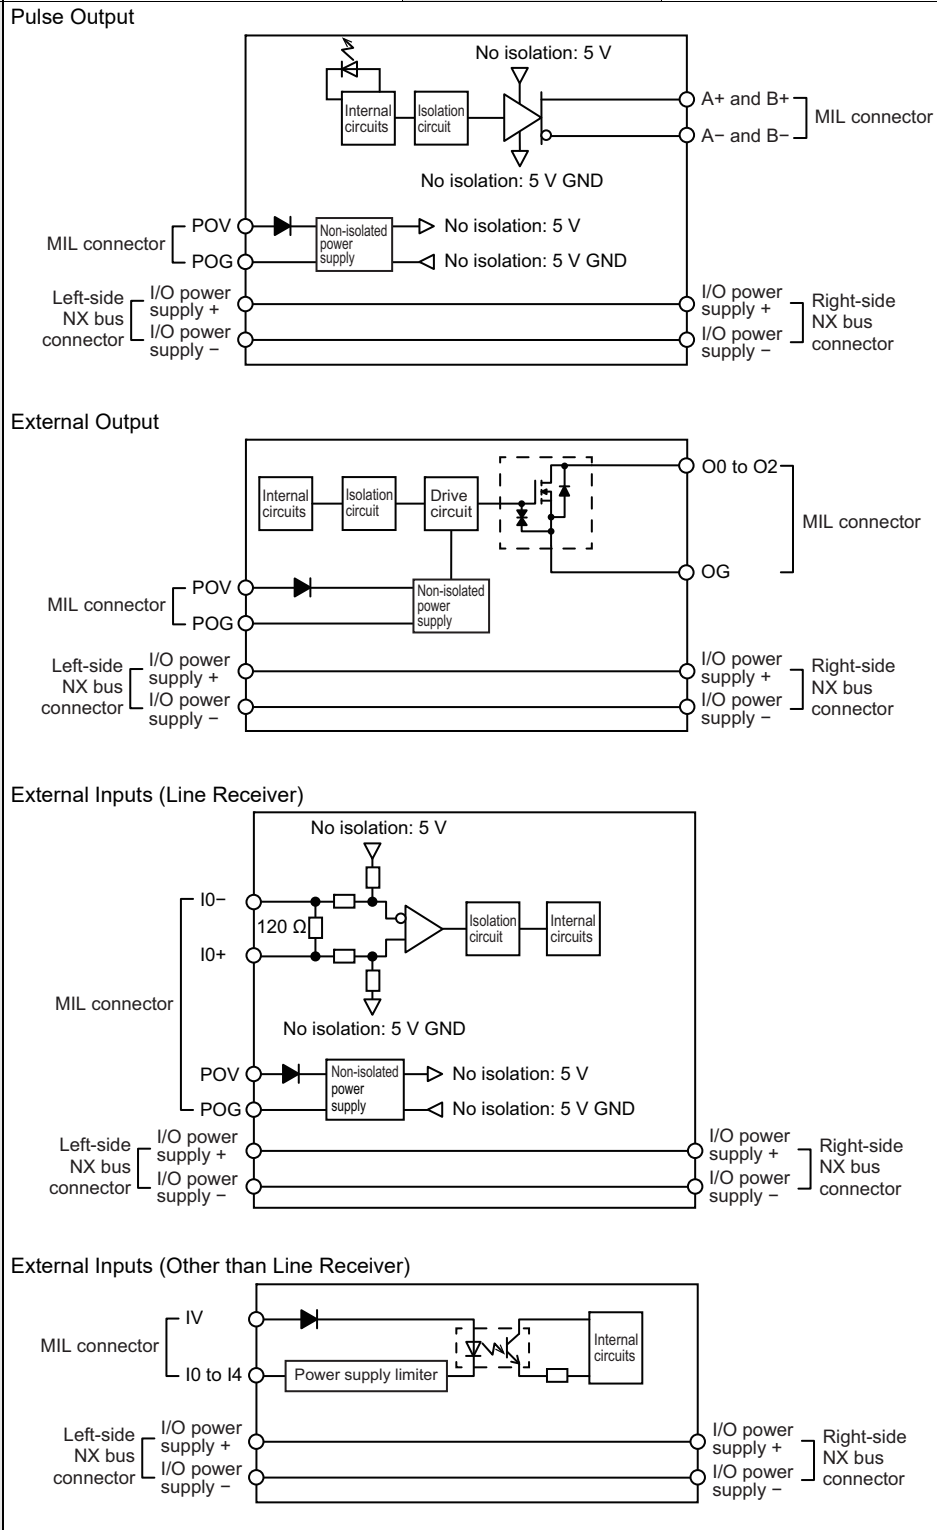 Pulse Output
No isolation: 5 V
Internal circuits
Isolation circuit
A+ and B+
A− and B−
MIL connector
No isolation: 5 V GND
MIL connector
POV
POG
Non-isolated power supply
No isolation: 5 V
No isolation: 5 V GND
Left-side NX bus connector
I/O power supply +
I/O power supply −
I/O power supply +
I/O power supply −
Right-side NX bus connector
External Output
Internal circuits
Isolation circuit
Drive circuit
O0 to O2
OG
MIL connector
MIL connector
POV
POG
Non-isolated power supply
Left-side NX bus connector
I/O power supply +
I/O power supply −
I/O power supply +
I/O power supply −
Right-side NX bus connector
External Inputs (Line Receiver)
No isolation: 5 V
I0−
120 Ω
I0+
Isolation circuit
Internal circuits
MIL connector
No isolation: 5 V GND
POV
POG
Non-isolated power supply
No isolation: 5 V
No isolation: 5 V GND
Left-side NX bus connector
I/O power supply +
I/O power supply −
I/O power supply +
I/O power supply −
Right-side NX bus connector
External Inputs (Other than Line Receiver)
MIL connector
IV
I0 to I4
Power supply limiter
Internal circuits
Left-side NX bus connector
I/O power supply +
I/O power supply −
I/O power supply +
I/O power supply −
Right-side NX bus connector